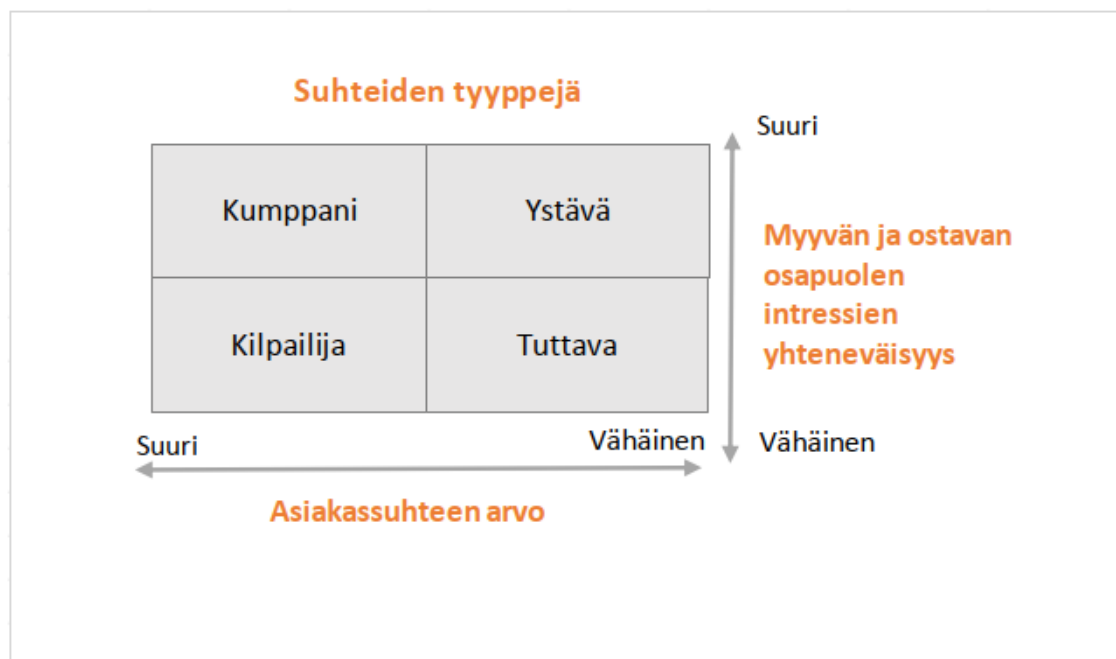 Suhteiden tyyppejä
Suuri
Kumppani
Ystävä
Myyvän ja ostavan
osapuolen
intressien
yhteneväisyys
Kilpailija
Tuttava
Suuri
Vähäinen
Vähäinen
Asiakassuhteen arvo